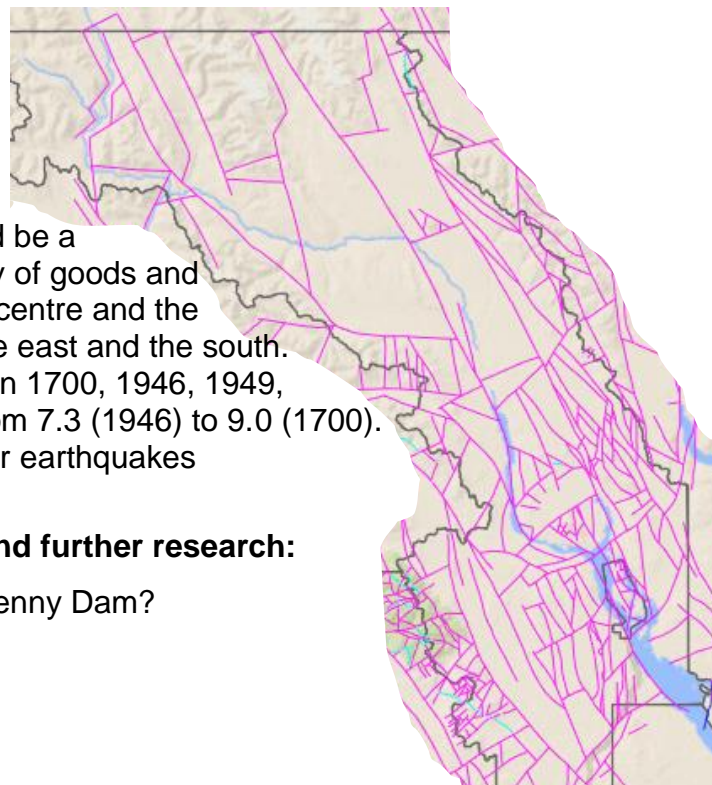 d be a
y of goods and
centre and the
e east and the south.
n 1700, 1946, 1949,
om 7.3 (1946) to 9.0 (1700).
r earthquakes
nd further research:
enny Dam?